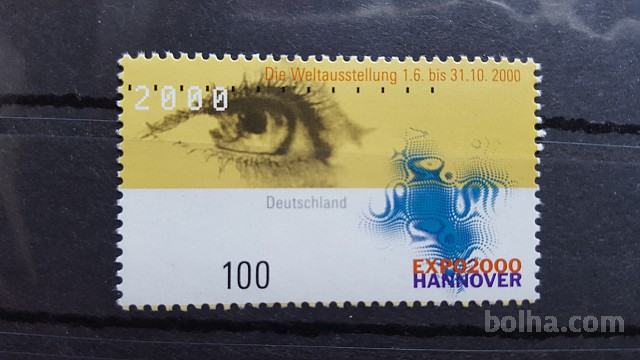 Die Weltausstellung 1.6. bis 31.10. 2000
2000
Deutschland
100
EXPO2000
HANNOVER
bolha.com